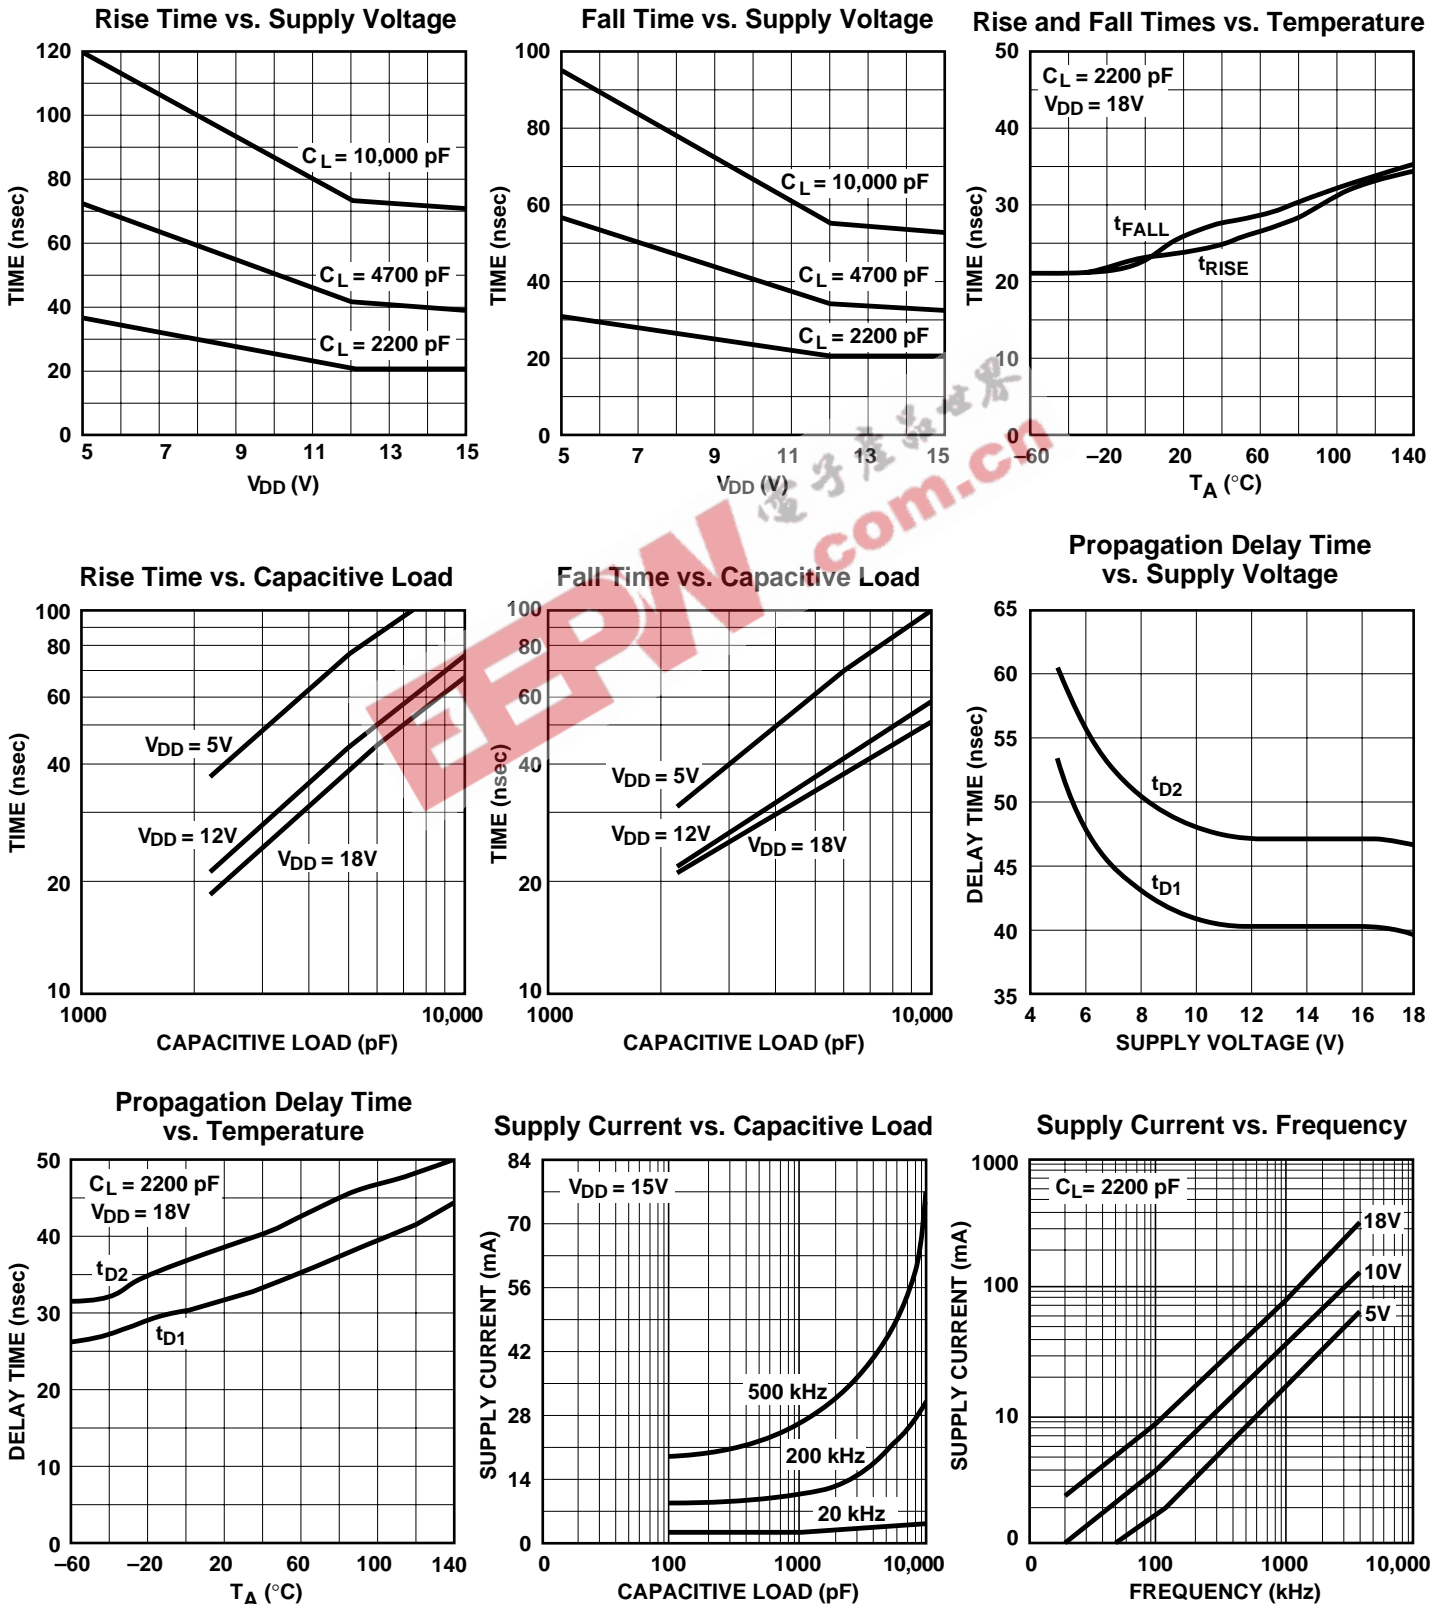 Rise Time vs. Supply Voltage
120
100
80
60
40
20
0
TIME (nsec)
C L = 10,000 pF
C L = 4700 pF
C L = 2200 pF
5 7 9 11 13 15
VDD (V)
Fall Time vs. Supply Voltage
100
80
60
40
20
0
TIME (nsec)
C L = 10,000 pF
C L = 4700 pF
C L = 2200 pF
5 7 9 11 13 15
VDD (V)
Rise and Fall Times vs. Temperature
50
40
30
20
10
0
TIME (nsec)
C L = 2200 pF
VDD = 18V
tFALL
tRISE
–60 –20 20 60 100 140
TA (°C)
電子產品世界
EEPW
.com.cn
Rise Time vs. Capacitive Load
100
80
60
40
20
10
TIME (nsec)
VDD = 5V
VDD = 12V
VDD = 18V
1000 10,000
CAPACITIVE LOAD (pF)
Fall Time vs. Capacitive Load
100
80
60
40
20
10
TIME (nsec)
VDD = 5V
VDD = 12V
VDD = 18V
1000 10,000
CAPACITIVE LOAD (pF)
Propagation Delay Time
vs. Supply Voltage
65
60
55
50
45
40
35
DELAY TIME (nsec)
tD2
tD1
4 6 8 10 12 14 16 18
SUPPLY VOLTAGE (V)
Propagation Delay Time
vs. Temperature
50
40
30
20
10
0
DELAY TIME (nsec)
CL = 2200 pF
VDD = 18V
tD2
tD1
–60 –20 20 60 100 140
TA (°C)
Supply Current vs. Capacitive Load
84
70
56
42
28
14
0
SUPPLY CURRENT (mA)
VDD = 15V
500 kHz
200 kHz
20 kHz
0 100 1000 10,000
CAPACITIVE LOAD (pF)
Supply Current vs. Frequency
1000
100
10
0
SUPPLY CURRENT (mA)
CL= 2200 pF
18V
10V
5V
0 100 1000 10,000
FREQUENCY (kHz)